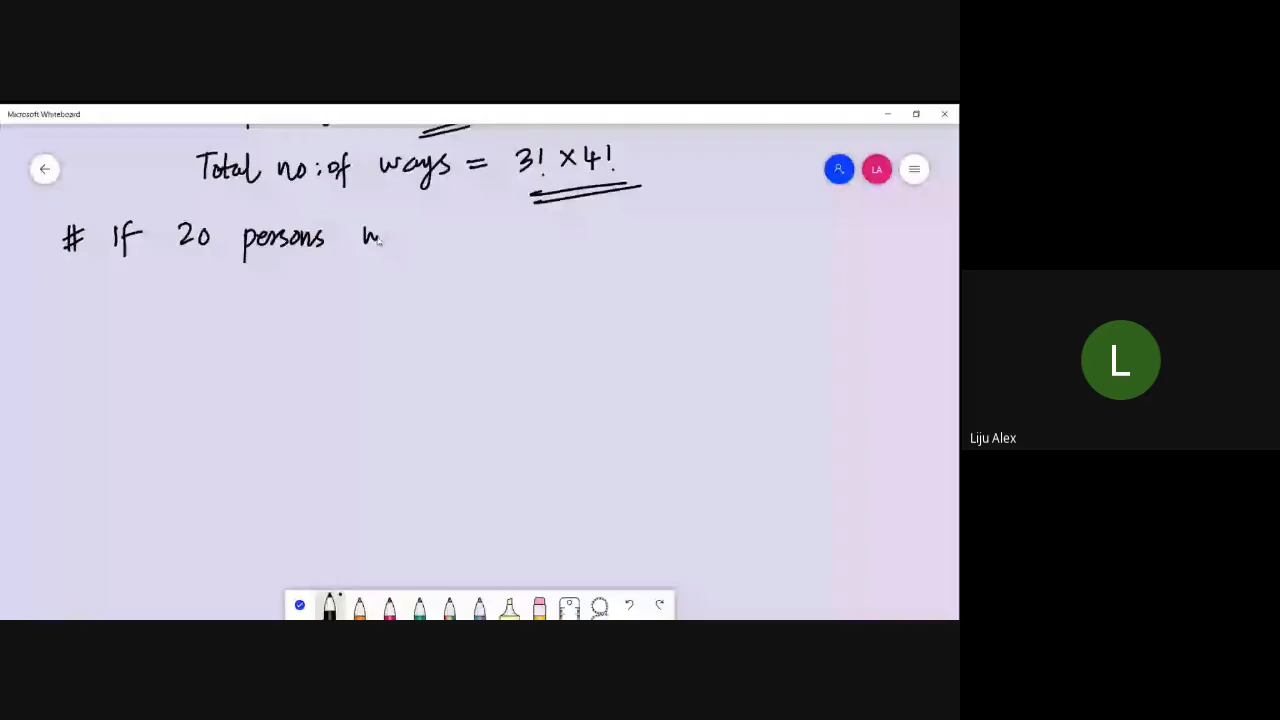 Microsoft Whiteboard
Total no: of ways = 3! × 4!
LA
# If 20 persons
L
Liju Alex